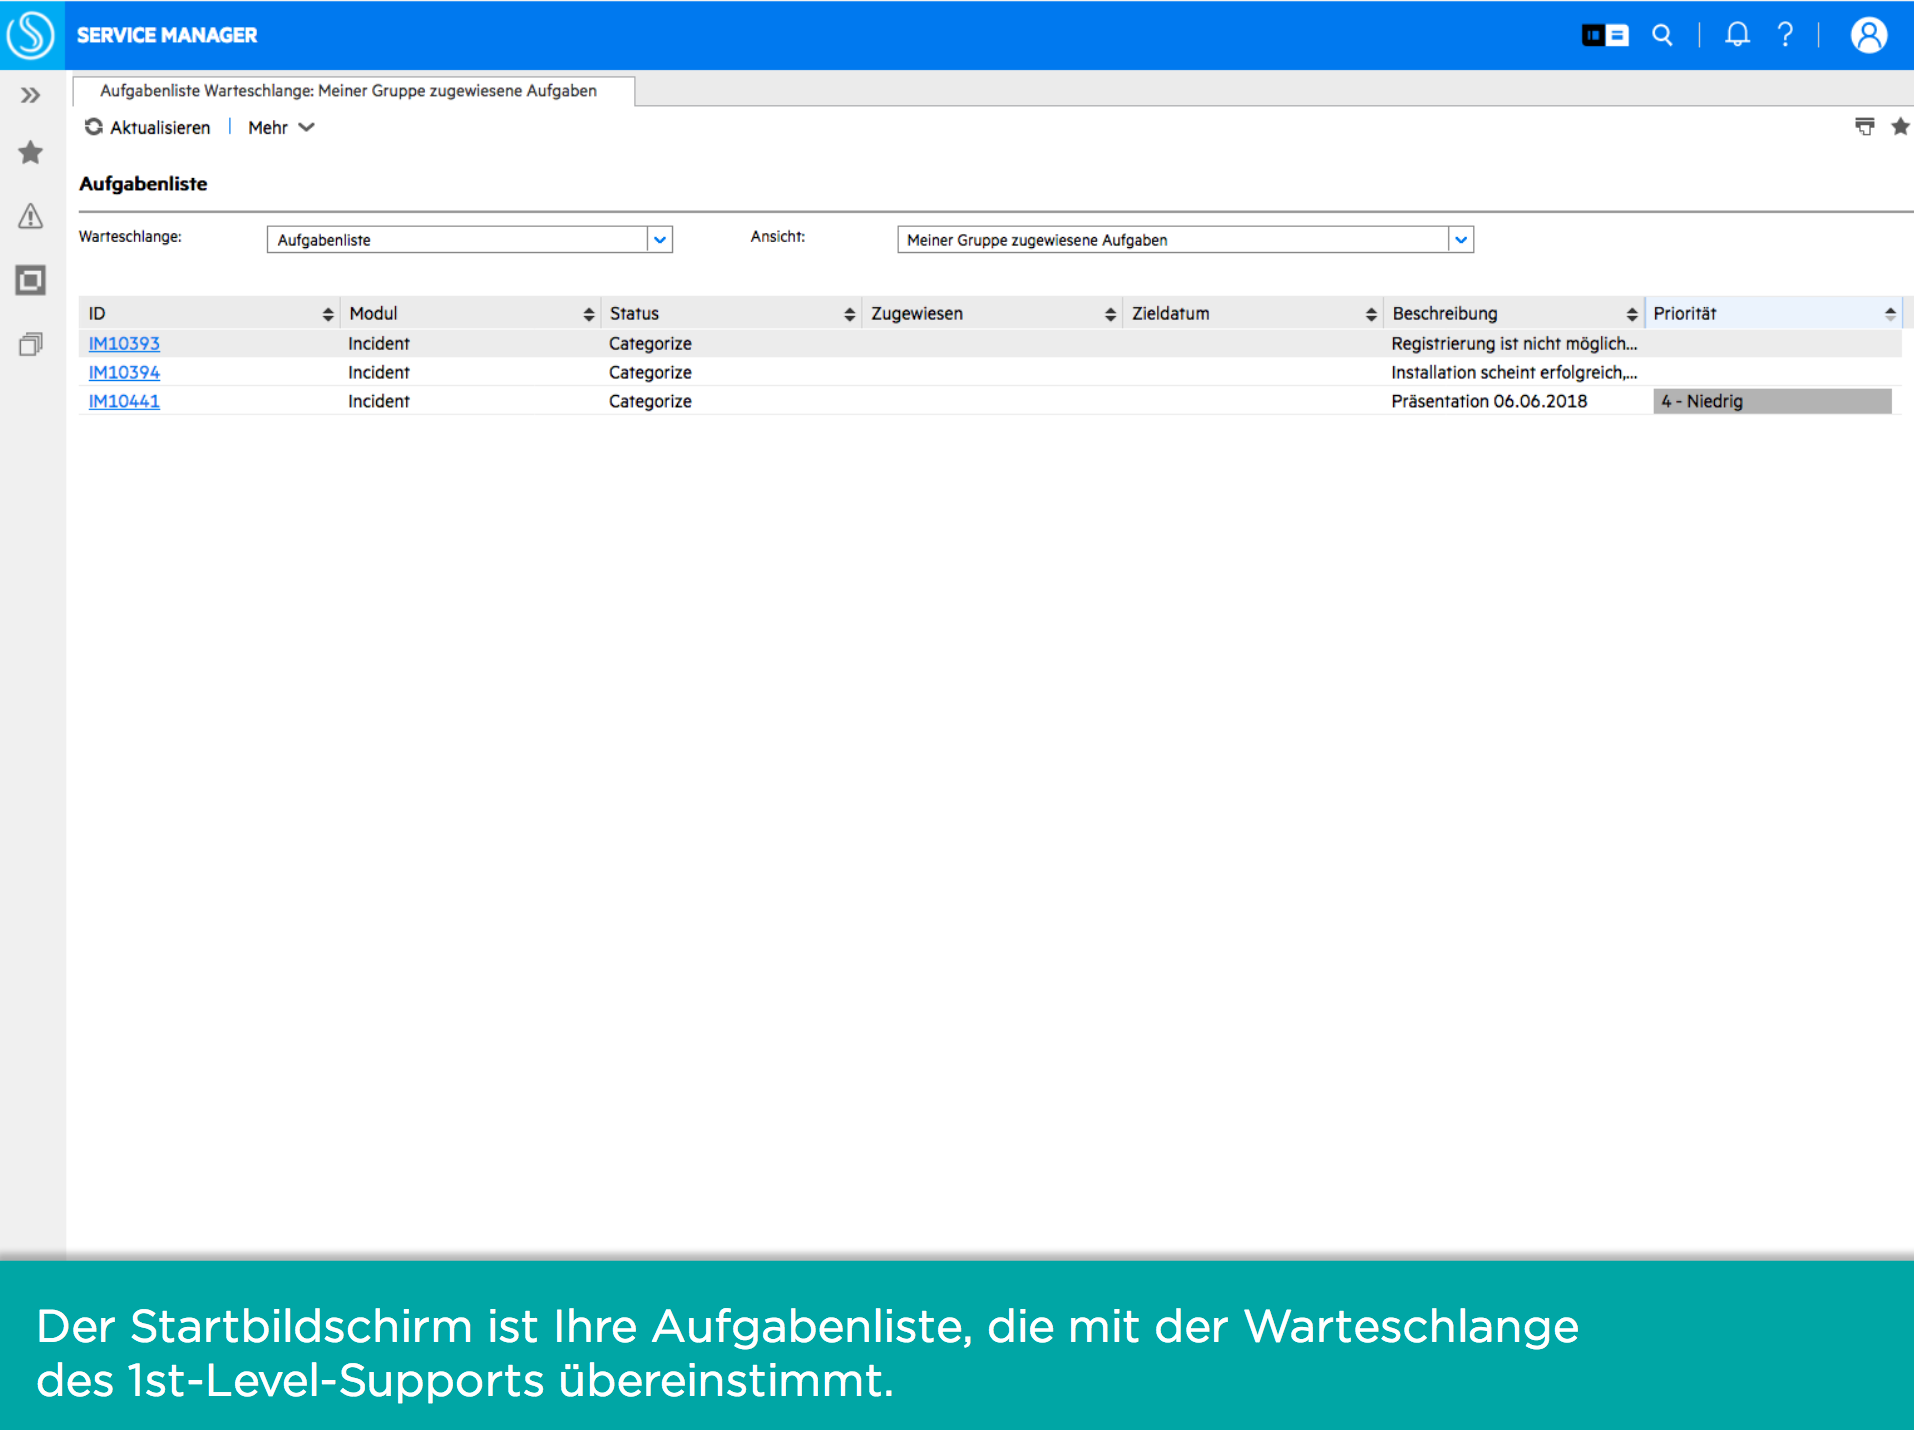 SERVICE MANAGER
Aufgabenliste Warteschlange: Meiner Gruppe zugewiesene Aufgaben
Aktualisieren Mehr
Aufgabenliste
Warteschlange: Aufgabenliste Ansicht: Meiner Gruppe zugewiesene Aufgaben
ID Modul Status Zugewiesen Zieldatum Beschreibung Priorität
IM10393 Incident Categorize Registrierung ist nicht möglich...
IM10394 Incident Categorize Installation scheint erfolgreich,...
IM10441 Incident Categorize Präsentation 06.06.2018 4 - Niedrig
Der Startbildschirm ist Ihre Aufgabenliste, die mit der Warteschlange
des 1st-Level-Supports übereinstimmt.